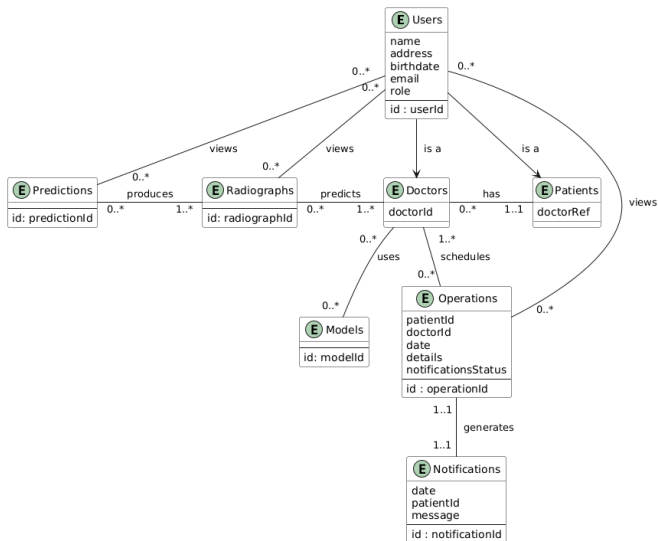 E Users
name
address
birthdate
email
role
id : userId
0..*
0..*
0..*
views
views
is a
is a
views
0..*
0..*
E Predictions
id: predictionId
produces
0..*
1..*
E Radiographs
id: radiographId
predicts
0..*
1..*
E Doctors
doctorId
has
0..*
1..1
E Patients
doctorRef
0..*
uses
0..*
1..*
schedules
0..*
0..*
E Models
id: modelId
E Operations
patientId
doctorId
date
details
notificationsStatus
id : operationId
1..1
generates
1..1
E Notifications
date
patientId
message
id : notificationId